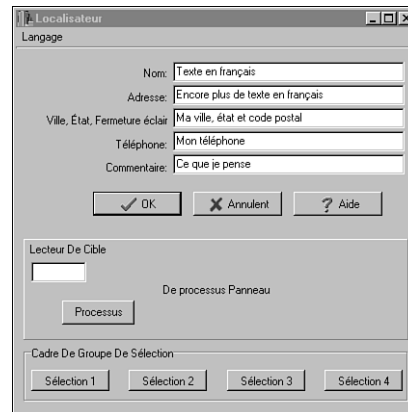 Localisateur
Langage
Nom: Texte en français
Adresse: Encore plus de texte en français
Ville, État, Fermeture éclair Ma ville, état et code postal
Téléphone: Mon téléphone
Commentaire: Ce que je pense
OK Annulent ? Aide
Lecteur De Cible
De processus Panneau
Processus
Cadre De Groupe De Sélection
Sélection 1 Sélection 2 Sélection 3 Sélection 4